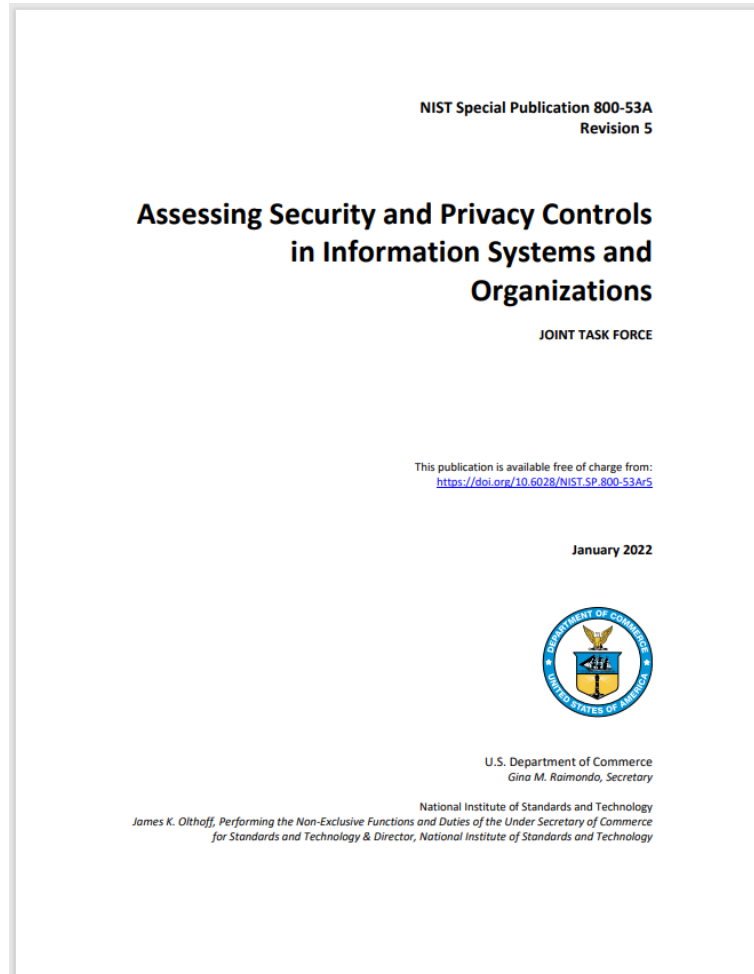 NIST Special Publication 800-53A
Revision 5
Assessing Security and Privacy Controls
in Information Systems and
Organizations
JOINT TASK FORCE
This publication is available free of charge from:
https://doi.org/10.6028/NIST.SP.800-53Ar5
January 2022
DEPARTMENT OF COMMERCE
UNITED STATES OF AMERICA
U.S. Department of Commerce
Gina M. Raimondo, Secretary
National Institute of Standards and Technology
James K. Olthoff, Performing the Non-Exclusive Functions and Duties of the Under Secretary of Commerce
for Standards and Technology & Director, National Institute of Standards and Technology